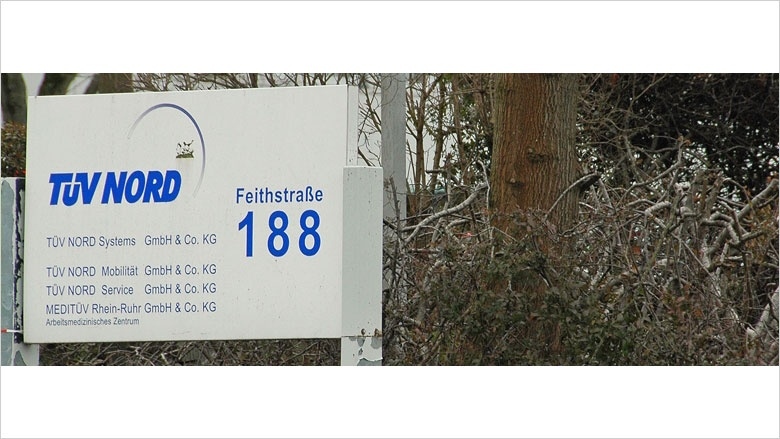 TÜV NORD
Feithstraße
188
TÜV NORD Systems GmbH & Co. KG
TÜV NORD Mobilität GmbH & Co. KG
TÜV NORD Service GmbH & Co. KG
MEDITÜV Rhein-Ruhr GmbH & Co. KG
Arbeitsmedizinisches Zentrum